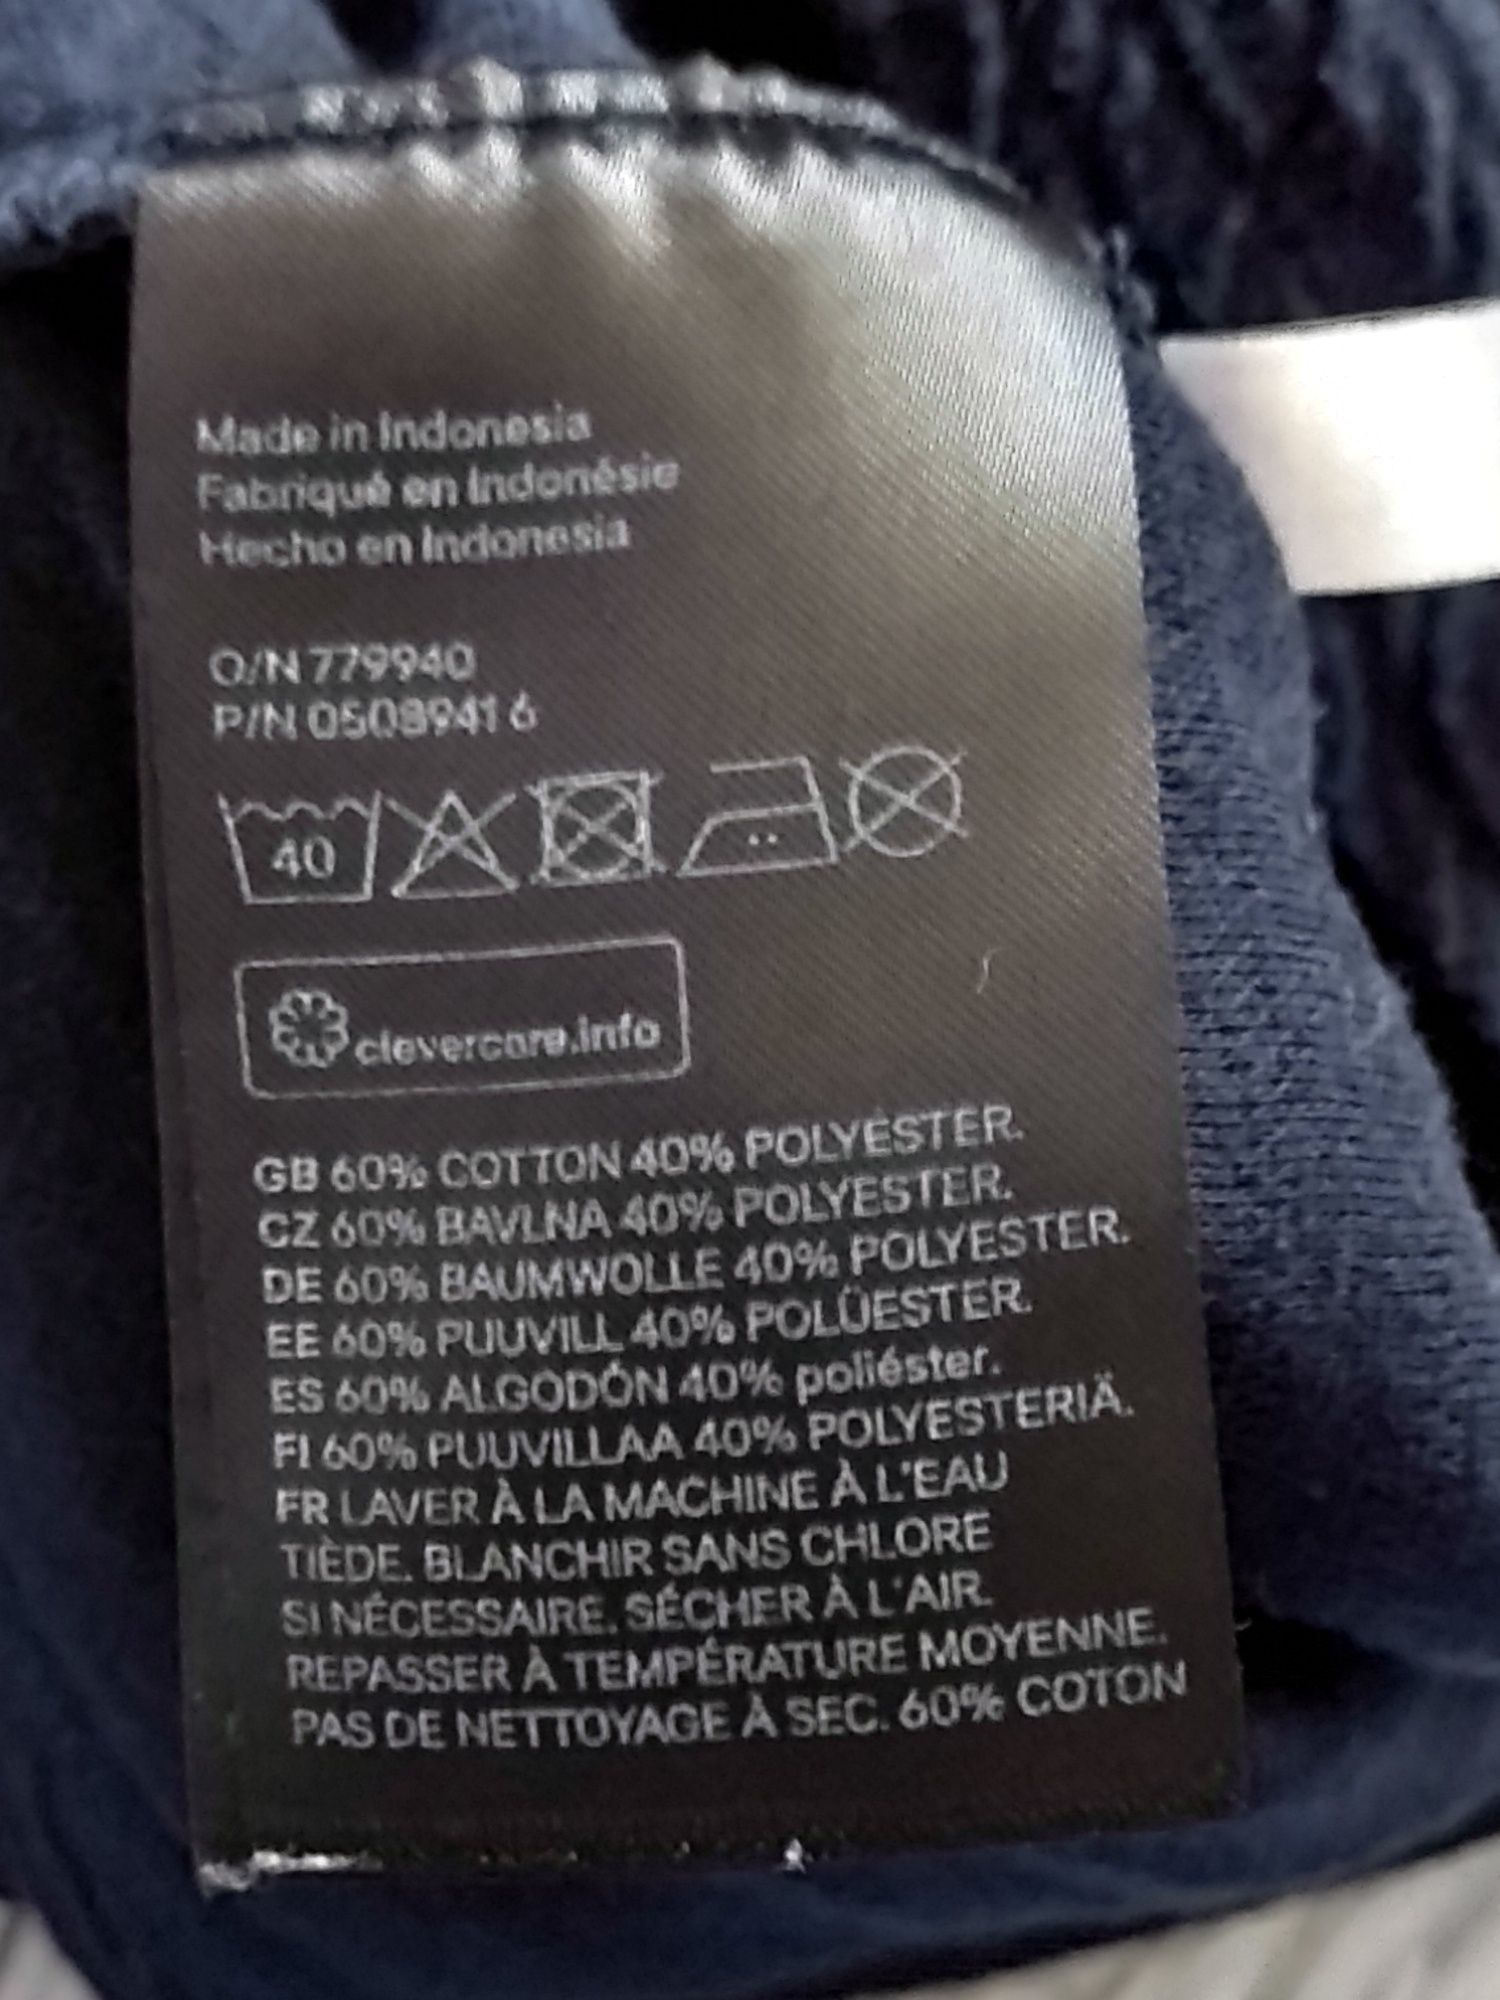 Made in Indonesia
Fabriqué en Indonésie
Hecho en Indonesia
O/N 779940
P/N 05089416
40
clevercare.info
GB 60% COTTON 40% POLYESTER.
CZ 60% BAVLNA 40% POLYESTER.
DE 60% BAUMWOLLE 40% POLYESTER.
EE 60% PUUVILL 40% POLÜESTER.
ES 60% ALGODÓN 40% poliéster.
FI 60% PUUVILLAA 40% POLYESTERIÄ.
FR LAVER À LA MACHINE À L'EAU
TIÈDE. BLANCHIR SANS CHLORE
SI NÉCESSAIRE. SÉCHER À L'AIR.
REPASSER À TEMPÉRATURE MOYENNE.
PAS DE NETTOYAGE À SEC. 60% COTON